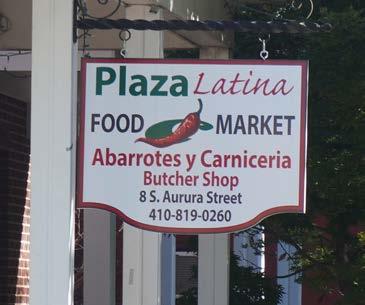 Plaza Latina
FOOD MARKET
Abarrotes y Carniceria
Butcher Shop
8 S. Aurura Street
410-819-0260